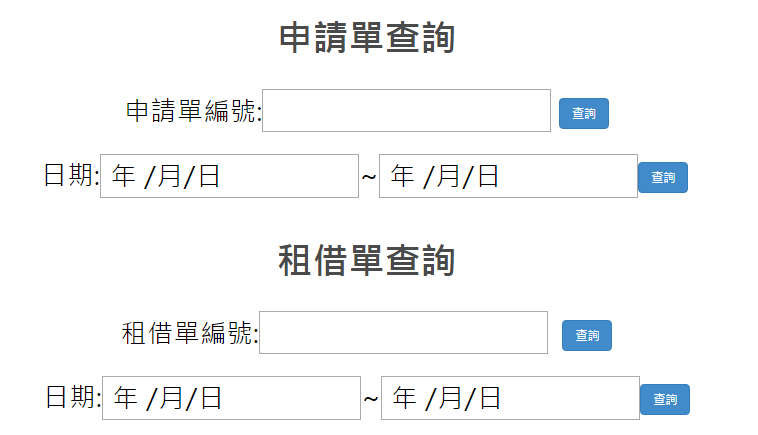 申請單查詢
申請單編號: 查詢
日期: 年 /月/日 ~ 年 /月/日 查詢
租借單查詢
租借單編號: 查詢
日期: 年 /月/日 ~ 年 /月/日 查詢